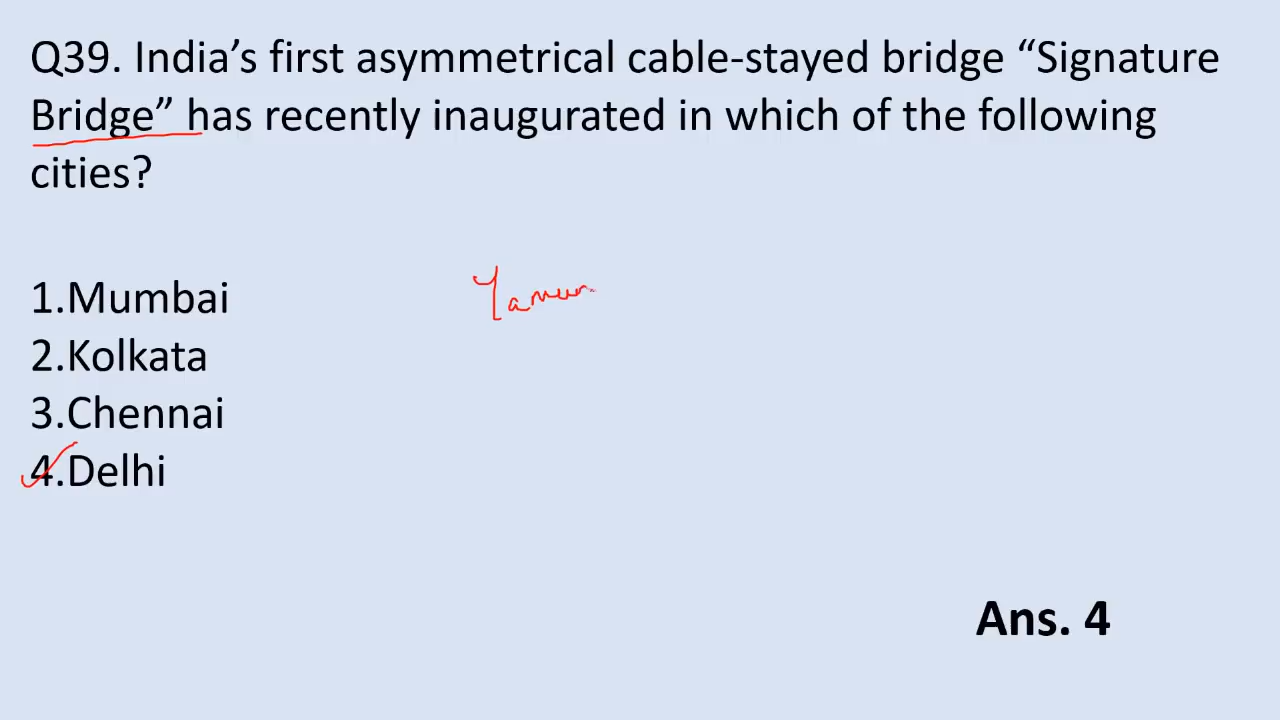 Q39. India’s first asymmetrical cable-stayed bridge “Signature
Bridge” has recently inaugurated in which of the following
cities?
1.Mumbai
Yamun
2.Kolkata
3.Chennai
4.Delhi
Ans. 4